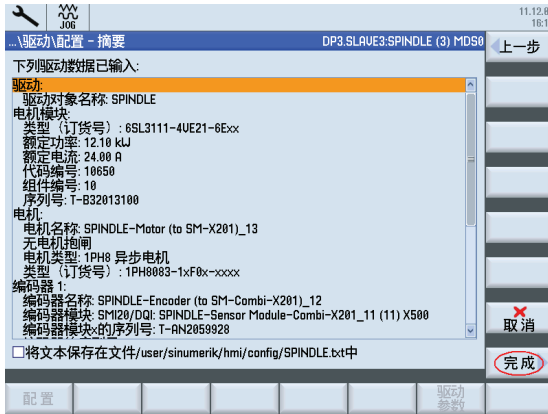 JOG
11.12.0
16:1
...\驱动\配置 - 摘要
DP3.SLAVE3:SPINDLE (3) MDS0
上一步
下列驱动数据已输入:
驱动:
驱动对象名称: SPINDLE
电机模块:
类型（订货号）: 6SL3111-4VE21-6Exx
额定功率: 12.10 kW
额定电流: 24.00 A
代码编号: 10650
组件编号: 10
序列号: T-B32013100
电机:
电机名称: SPINDLE-Motor (to SM-X201)_13
无电机抱闸
电机类型: 1PH8 异步电机
类型（订货号）: 1PH8083-1xF0x-xxxx
编码器 1:
编码器名称: SPINDLE-Encoder (to SM-Combi-X201)_12
编码器模块: SMI20/DQI: SPINDLE-Sensor Module-Combi-X201_11 (11) X500
编码器模块x的序列号: T-AN2059928
将文本保存在文件/user/sinumerik/hmi/config/SPINDLE.txt中
取消
完成
配置
驱动
参数